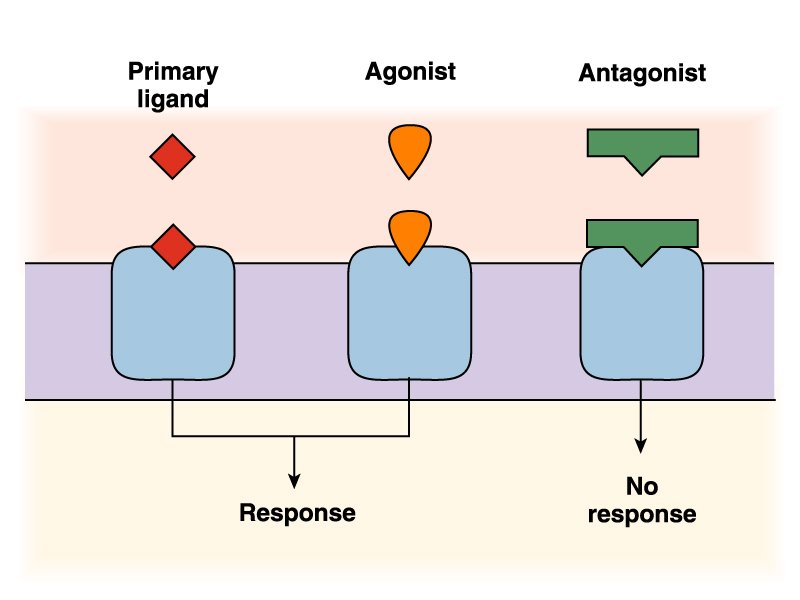 Primary
ligand
Agonist
Antagonist
Response
No
response